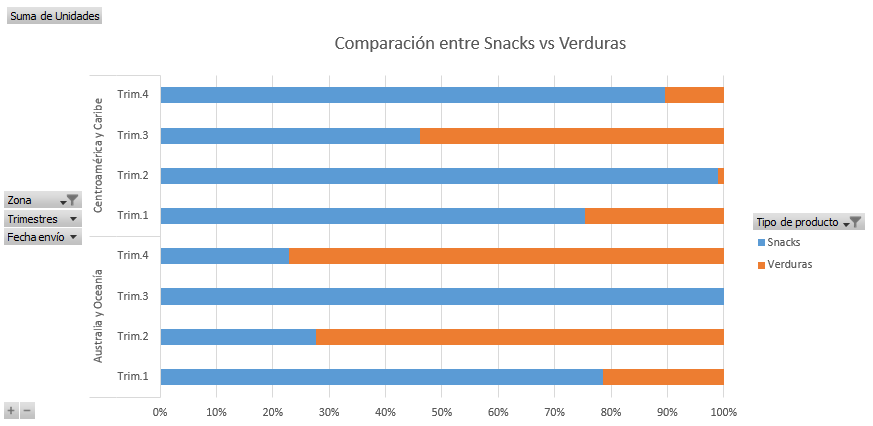 Suma de Unidades
Comparación entre Snacks vs Verduras
Centroamérica y Caribe
Trim.4
Trim.3
Trim.2
Trim.1
Australia y Oceanía
Trim.4
Trim.3
Trim.2
Trim.1
0% 10% 20% 30% 40% 50% 60% 70% 80% 90% 100%
Zona
Trimestres
Fecha envío
Tipo de producto
Snacks
Verduras